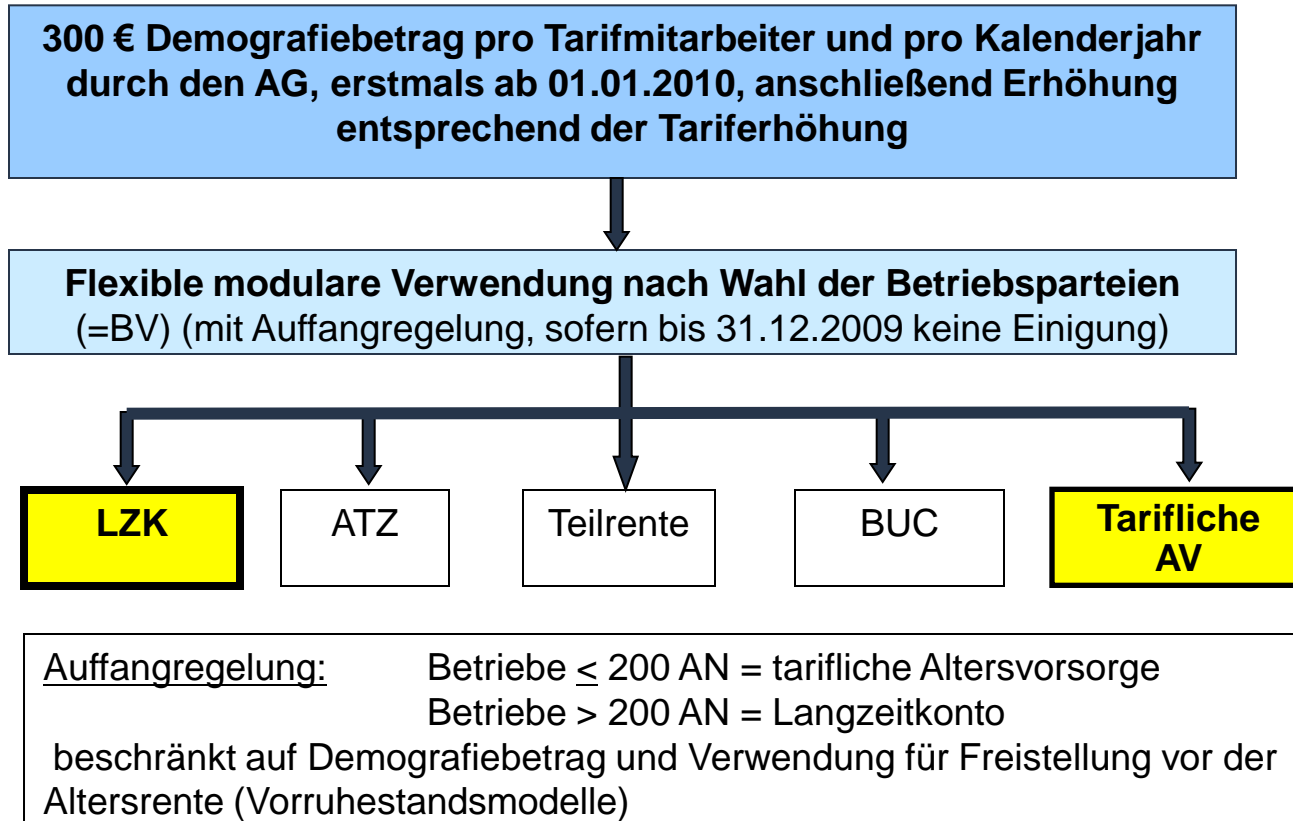 300 € Demografiebetrag pro Tarifmitarbeiter und pro Kalenderjahr
durch den AG, erstmals ab 01.01.2010, anschließend Erhöhung
entsprechend der Tariferhöhung
Flexible modulare Verwendung nach Wahl der Betriebsparteien
(=BV) (mit Auffangregelung, sofern bis 31.12.2009 keine Einigung)
LZK
ATZ
Teilrente
BUC
Tarifliche
AV
Auffangregelung: Betriebe < 200 AN = tarifliche Altersvorsorge
Betriebe > 200 AN = Langzeitkonto
beschränkt auf Demografiebetrag und Verwendung für Freistellung vor der
Altersrente (Vorruhestandsmodelle)